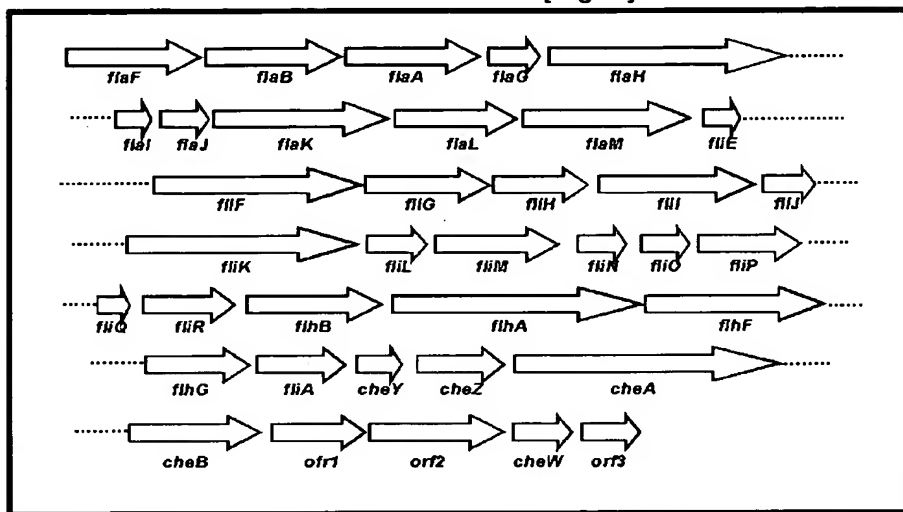 flaF flaB flaA flaG flaH
flaI flaJ flaK flaL flaM fliE
fliF fliG fliH fliI fliJ
fliK fliL fliM fliN fliO fliP
fliQ fliR flhB flhA flhF
flhG fliA cheY cheZ cheA
cheB ofr1 orf2 cheW orf3